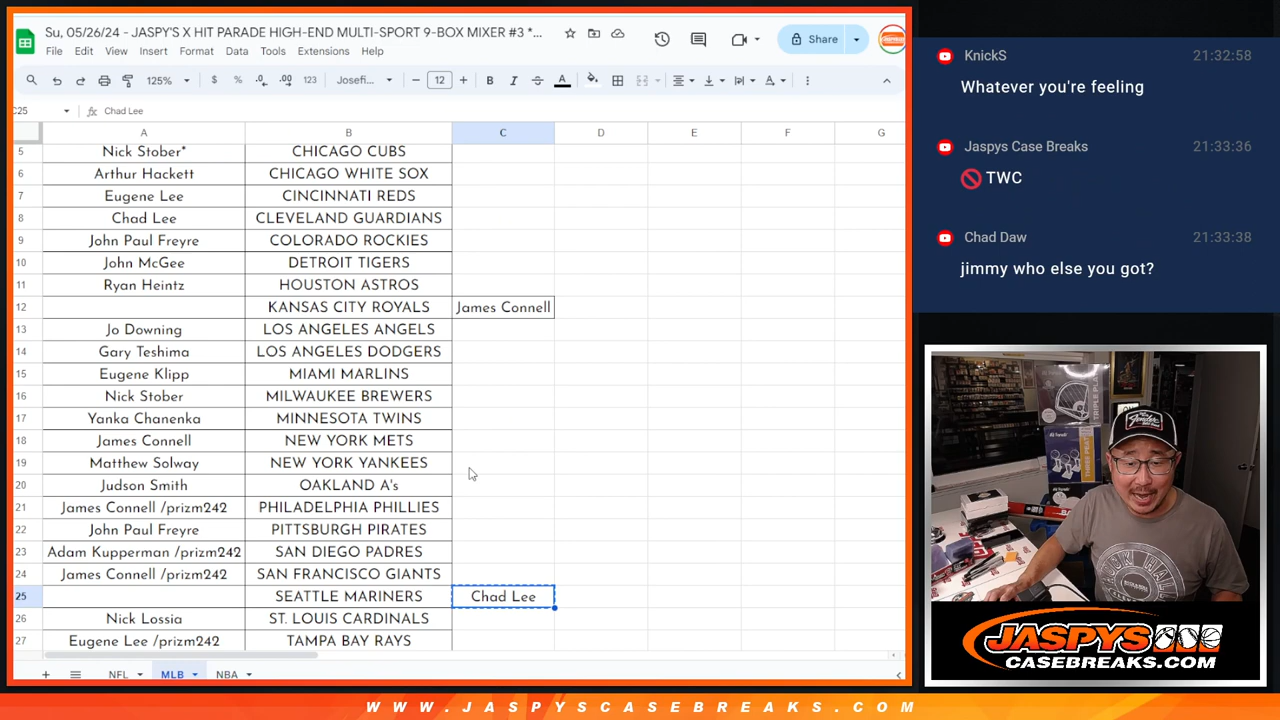 Su, 05/26/24 - JASPY'S X HIT PARADE HIGH-END MULTI-SPORT 9-BOX MIXER #3 *...
File Edit View Insert Format Data Tools Extensions Help
Share
125% $ % .0 .00 123 Josefi... 12 B I A
C25 fx Chad Lee
A B C D E F G
5 Nick Stober* CHICAGO CUBS
6 Arthur Hackett CHICAGO WHITE SOX
7 Eugene Lee CINCINNATI REDS
8 Chad Lee CLEVELAND GUARDIANS
9 John Paul Freyre COLORADO ROCKIES
10 John McGee DETROIT TIGERS
11 Ryan Heintz HOUSTON ASTROS
12 KANSAS CITY ROYALS James Connell
13 Jo Downing LOS ANGELES ANGELS
14 Gary Teshima LOS ANGELES DODGERS
15 Eugene Klipp MIAMI MARLINS
16 Nick Stober MILWAUKEE BREWERS
17 Yanka Chanenka MINNESOTA TWINS
18 James Connell NEW YORK METS
19 Matthew Solway NEW YORK YANKEES
20 Judson Smith OAKLAND A's
21 James Connell /prizm242 PHILADELPHIA PHILLIES
22 John Paul Freyre PITTSBURGH PIRATES
23 Adam Kupperman /prizm242 SAN DIEGO PADRES
24 James Connell /prizm242 SAN FRANCISCO GIANTS
25 SEATTLE MARINERS Chad Lee
26 Nick Lossia ST. LOUIS CARDINALS
27 Eugene Lee /prizm242 TAMPA BAY RAYS
NFL MLB NBA
KnickS 21:32:58
Whatever you're feeling
Jaspys Case Breaks 21:33:36
🚫 TWC
Chad Daw 21:33:38
jimmy who else you got?
Fender
JASPYS
CASEBREAKS.COM
WWW.JASPYSCASEBREAKS.COM